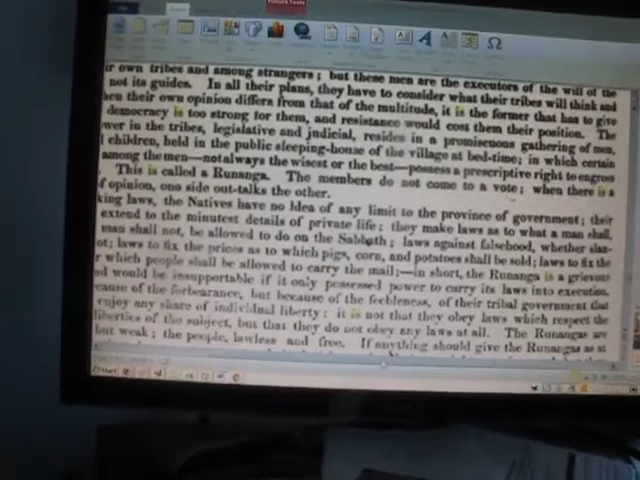 Picture Tools
ir own tribes and among strangers; but these men are the executors of the will of the
not its guides. In all their plans, they have to consider what their tribes will think and
hen their own opinion differs from that of the multitude, it is the former that has to give
democracy is too strong for them, and resistance would cost them their position. The
wer in the tribes, legislative and judicial, resides in a promiscuous gathering of men,
l children, held in the public sleeping-house of the village at bed-time; in which certain
among the men—not always the wisest or the best—possess a prescriptive right to engross
This is called a Runanga. The members do not come to a vote; when there is a
f opinion, one side out-talks the other.
king laws, the Natives have no idea of any limit to the province of government; their
extend to the minutest details of private life; they make laws as to what a man shall,
man shall not, be allowed to do on the Sabbath; laws against falsehood, whether slan-
ot; laws to fix the prices as to which pigs, corn, and potatoes shall be sold; laws to fix the
r which people shall be allowed to carry the mail;—in short, the Runanga is a grievous
d would be insupportable if it only possessed power to carry its laws into execution.
cause of the forbearance, but because of the feebleness, of their tribal government that
enjoy any share of individual liberty: it is not that they obey laws which respect the
liberties of the subject, but that they do not obey any laws at all. The Runangas are
but weak; the people, lawless and free. If anything should give the Runangas as at
Start